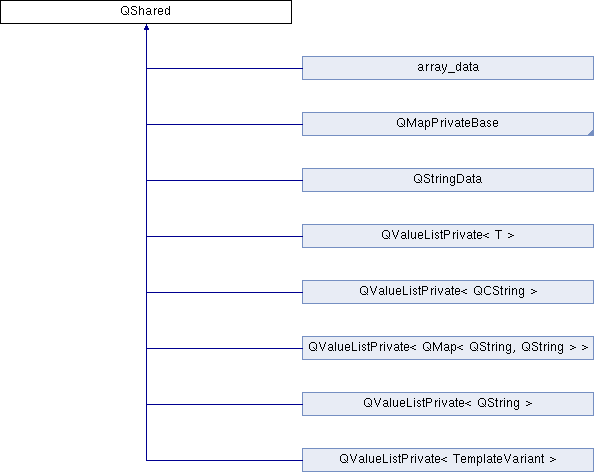 QShared
array_data
QMapPrivateBase
QStringData
QValueListPrivate< T >
QValueListPrivate< QCString >
QValueListPrivate< QMap< QString, QString > >
QValueListPrivate< QString >
QValueListPrivate< TemplateVariant >